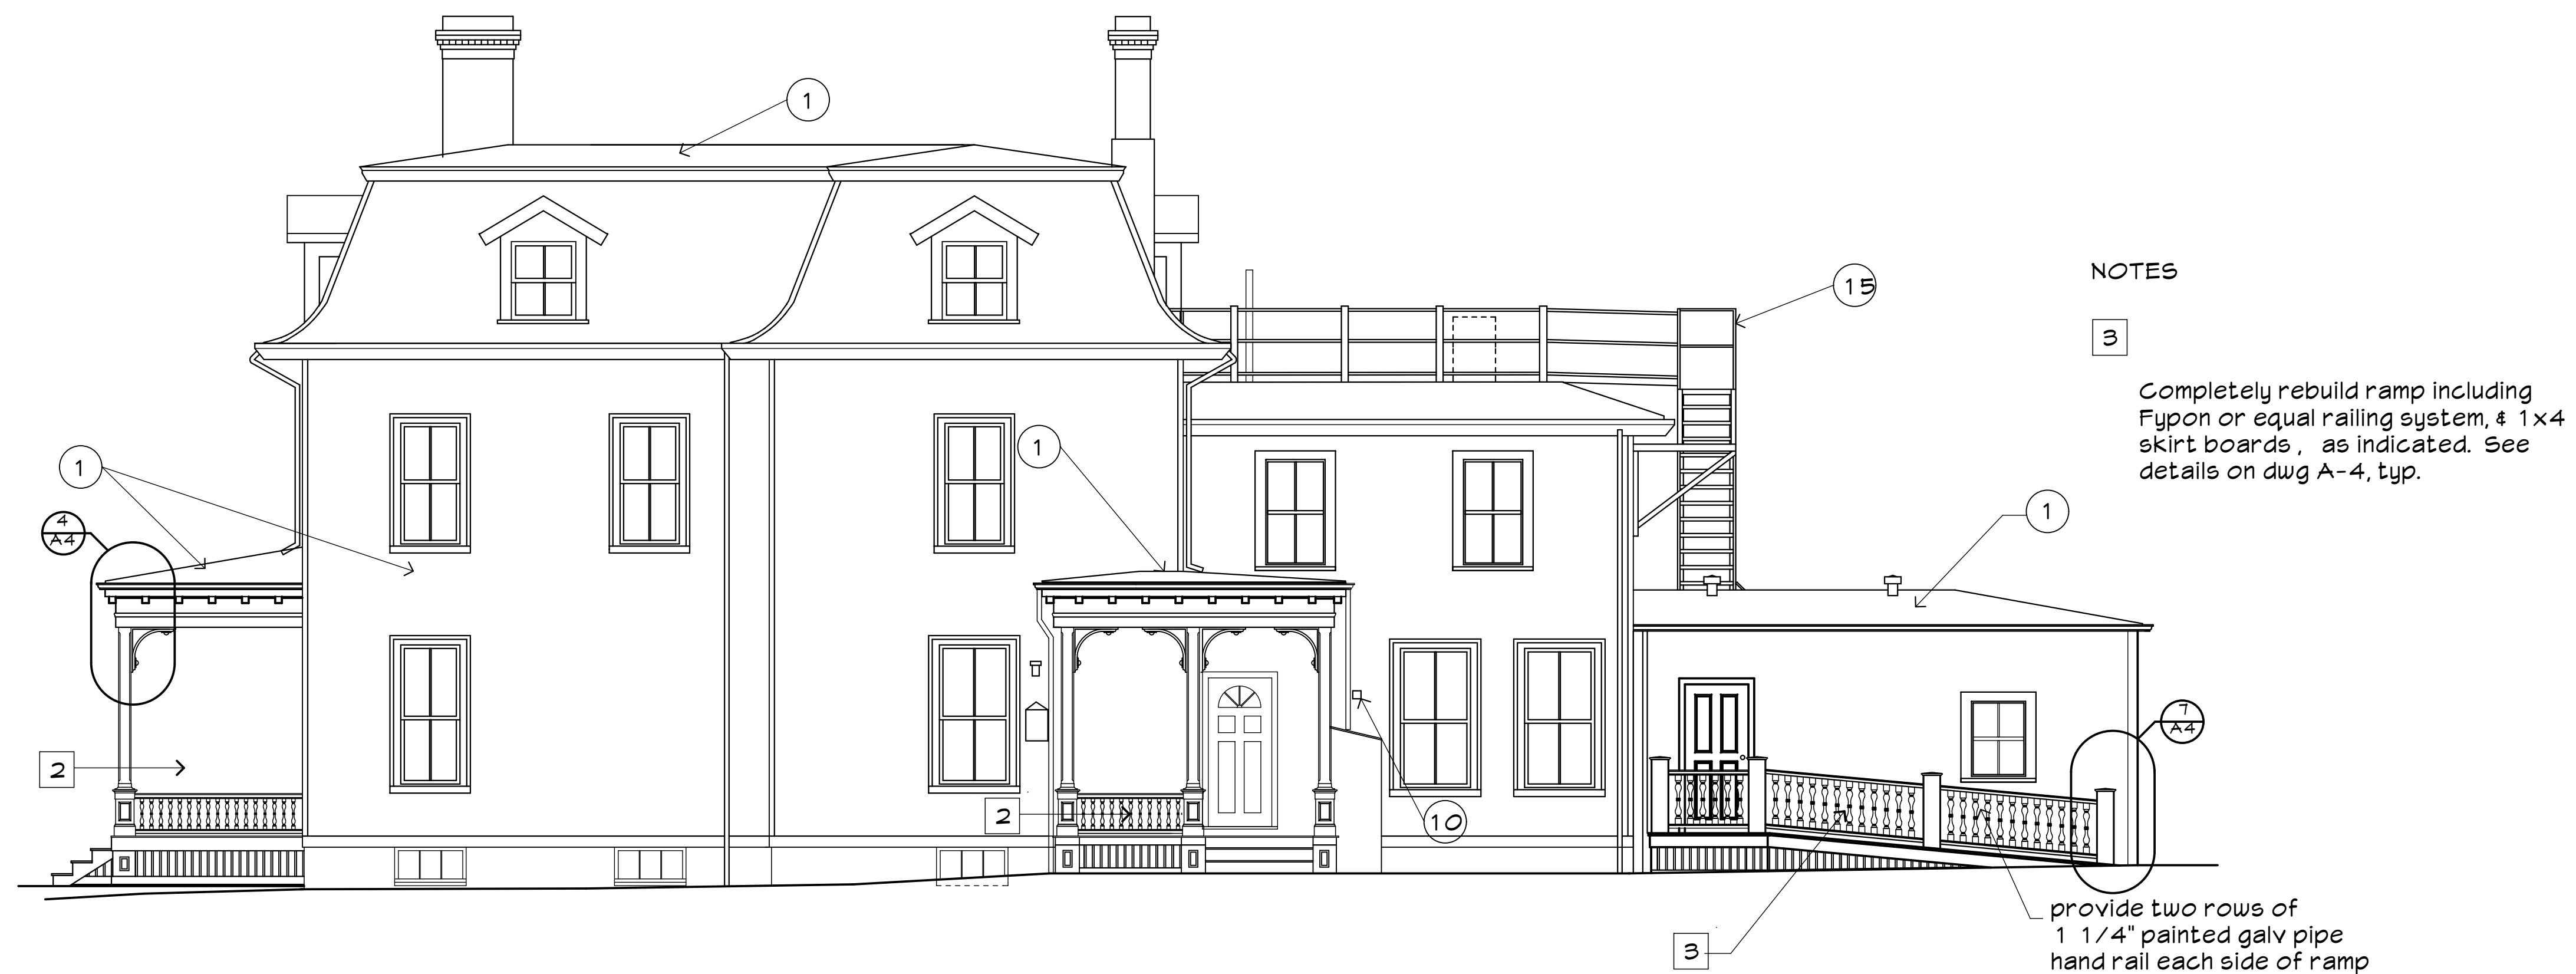 1
15
NOTES
3
Completely rebuild ramp including
Fypon or equal railing system, & 1x4
skirt boards, as indicated. See
details on dwg A-4, typ.
1
1
1
4
A4
7
A4
2
2
10
provide two rows of
1 1/4" painted galv pipe
hand rail each side of ramp
3